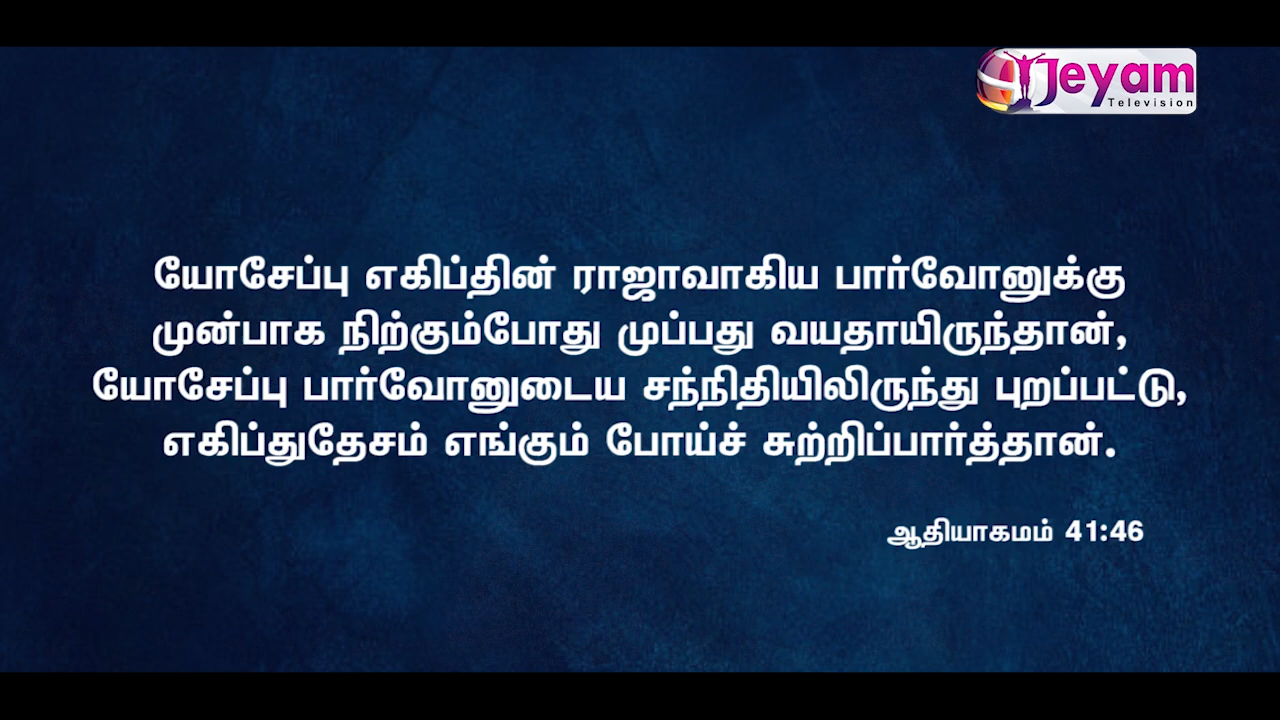 Jeyam
Television
யோசேப்பு எகிப்தின் ராஜாவாகிய பார்வோனுக்கு
முன்பாக நிற்கும்போது முப்பது வயதாயிருந்தான்,
யோசேப்பு பார்வோனுடைய சந்நிதியிலிருந்து புறப்பட்டு,
எகிப்துதேசம் எங்கும் போய்ச் சுற்றிப்பார்த்தான்.
ஆதியாகமம் 41:46